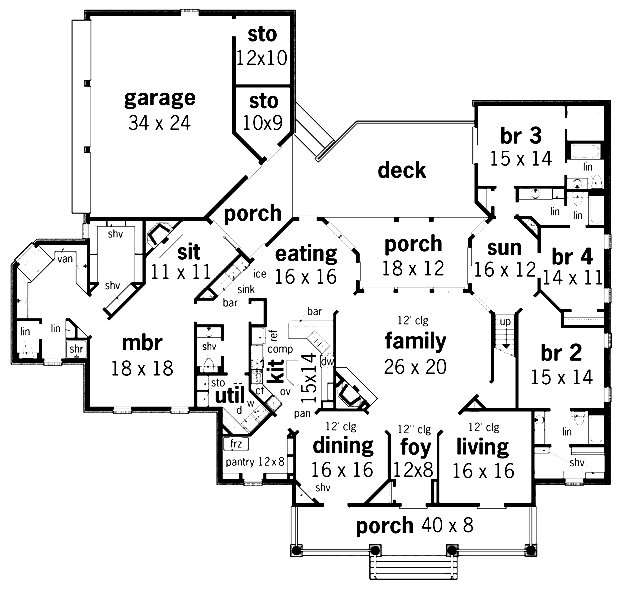 sto
12x10
garage
34 x 24
sto
10x9
br 3
15 x 14
lin
deck
lin
lin
porch
shv
sit
11 x 11
eating
16 x 16
porch
18 x 12
sun
16 x 12
br 4
14 x 11
van
shv
ice
sink
bar
bar
up
12' clg
family
26 x 20
lin
lin
shr
mbr
18 x 18
shv
ref
comp
kit
15x14
dw
br 2
15 x 14
sto
util
d
w
ct
ov
pan
lin
shv
frz
pantry 12x8
12' clg
dining
16 x 16
shv
12'' clg
foy
12x8
12' clg
living
16 x 16
porch 40 x 8